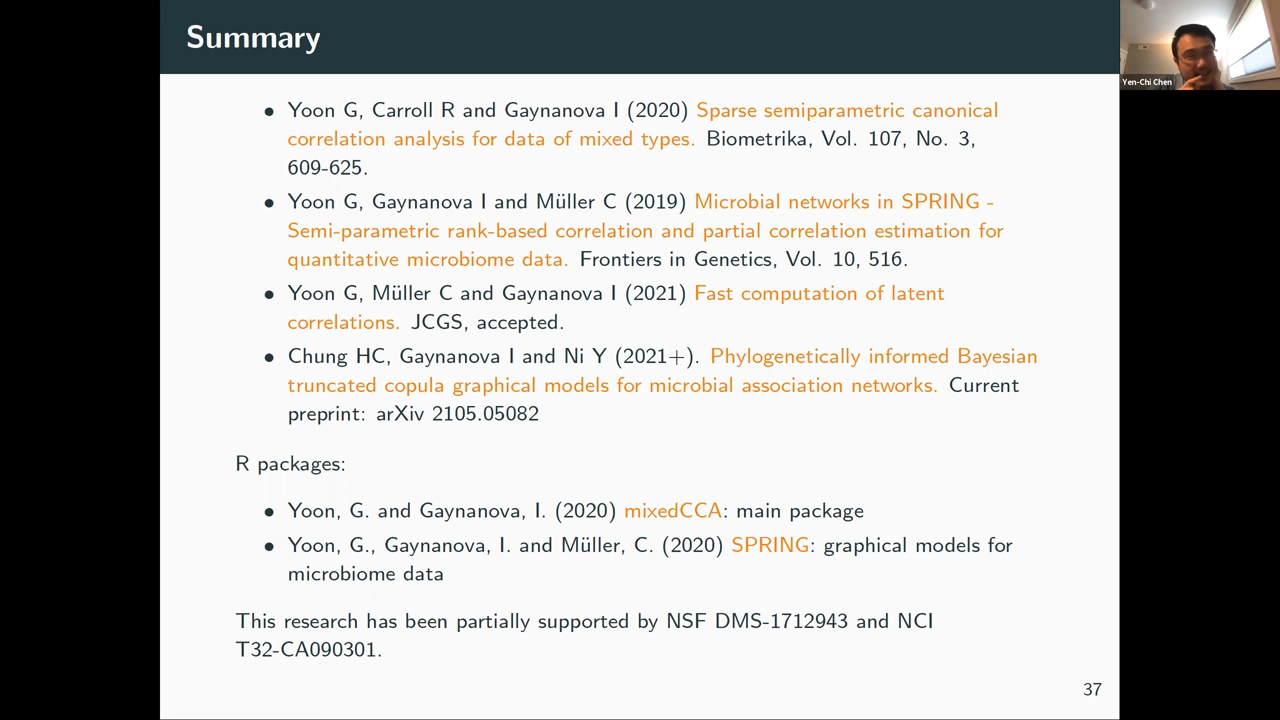 Summary
Yen-Chi Chen
• Yoon G, Carroll R and Gaynanova I (2020) Sparse semiparametric canonical
correlation analysis for data of mixed types. Biometrika, Vol. 107, No. 3,
609-625.
• Yoon G, Gaynanova I and Müller C (2019) Microbial networks in SPRING -
Semi-parametric rank-based correlation and partial correlation estimation for
quantitative microbiome data. Frontiers in Genetics, Vol. 10, 516.
• Yoon G, Müller C and Gaynanova I (2021) Fast computation of latent
correlations. JCGS, accepted.
• Chung HC, Gaynanova I and Ni Y (2021+). Phylogenetically informed Bayesian
truncated copula graphical models for microbial association networks. Current
preprint: arXiv 2105.05082
R packages:
• Yoon, G. and Gaynanova, I. (2020) mixedCCA: main package
• Yoon, G., Gaynanova, I. and Müller, C. (2020) SPRING: graphical models for
microbiome data
This research has been partially supported by NSF DMS-1712943 and NCI
T32-CA090301.
37